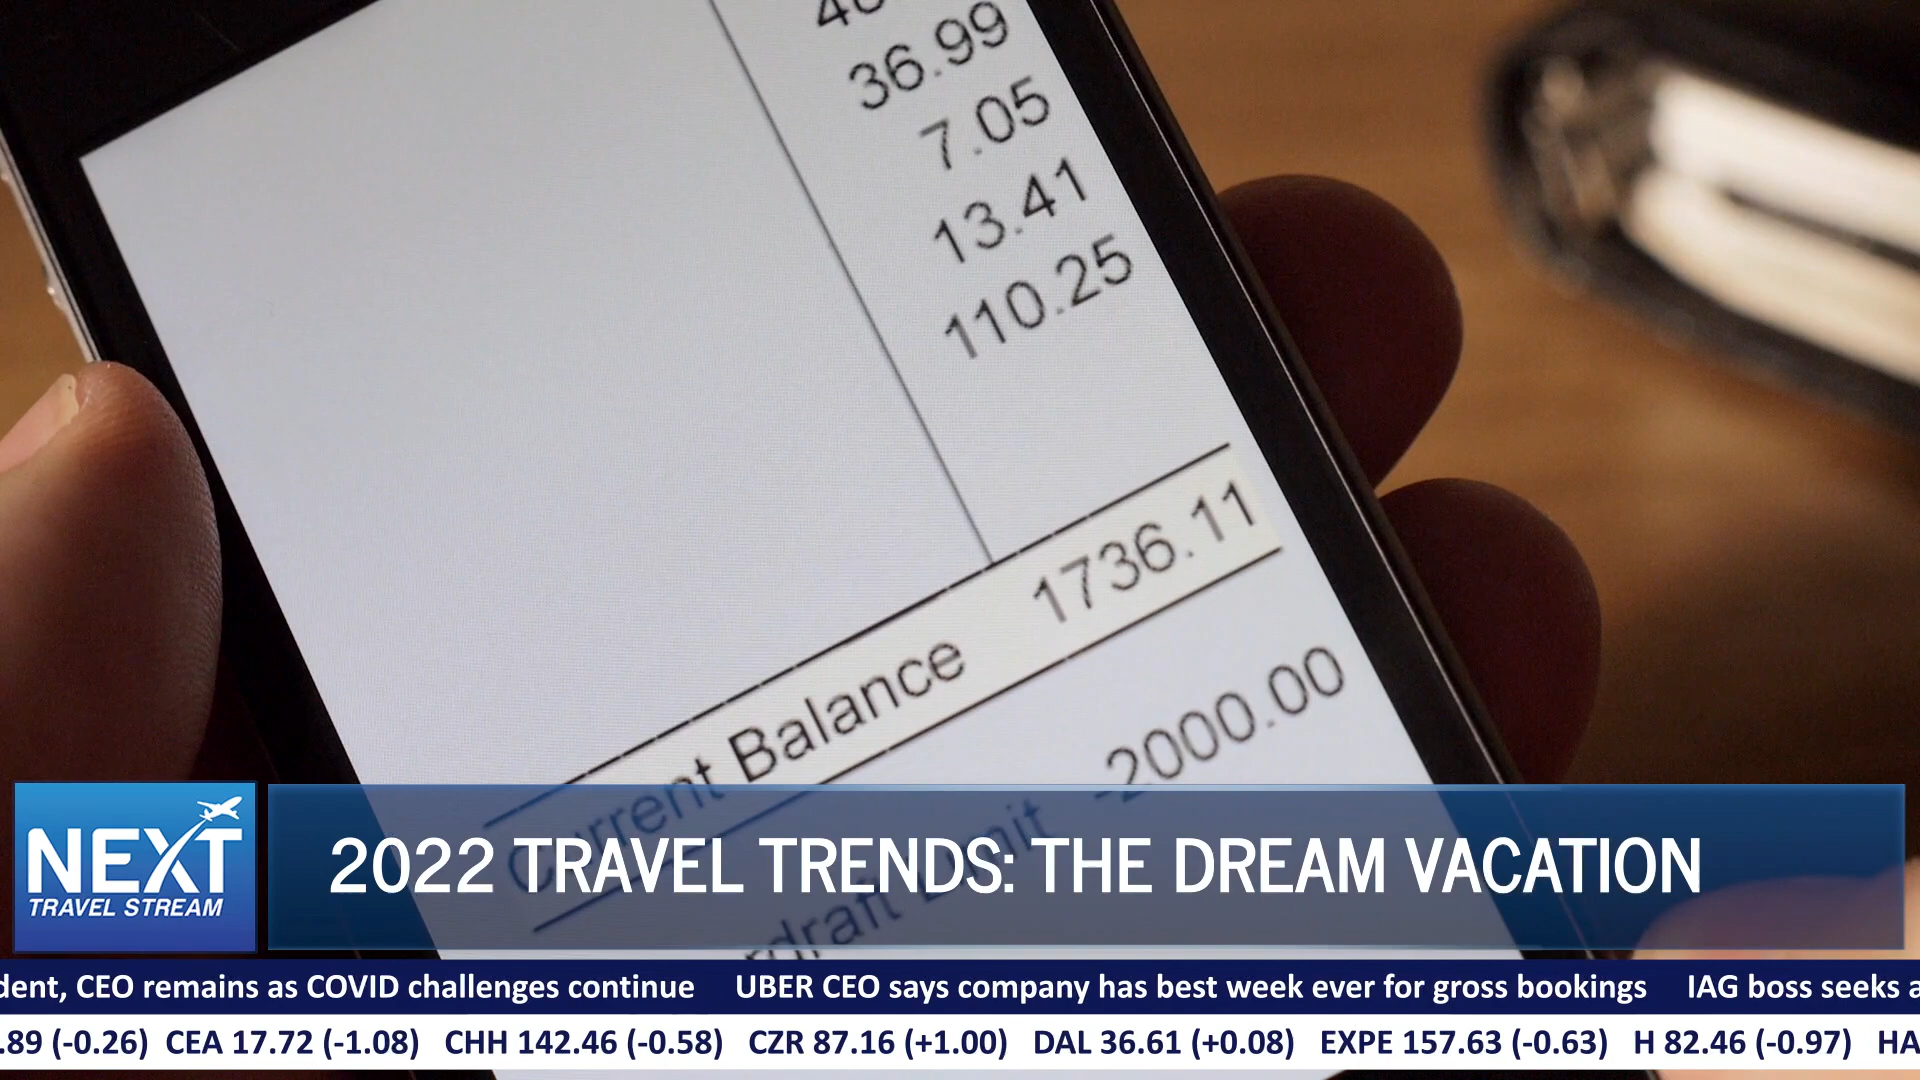 36.99
7.05
13.41
110.25
Current Balance 1736.11
Limit -2000.00
NEXT
TRAVEL STREAM
2022 TRAVEL TRENDS: THE DREAM VACATION
CEO remains as COVID challenges continue UBER CEO says company has best week ever for gross bookings IAG boss seeks
.89 (-0.26) CEA 17.72 (-1.08) CHH 142.46 (-0.58) CZR 87.16 (+1.00) DAL 36.61 (+0.08) EXPE 157.63 (-0.63) H 82.46 (-0.97) HA